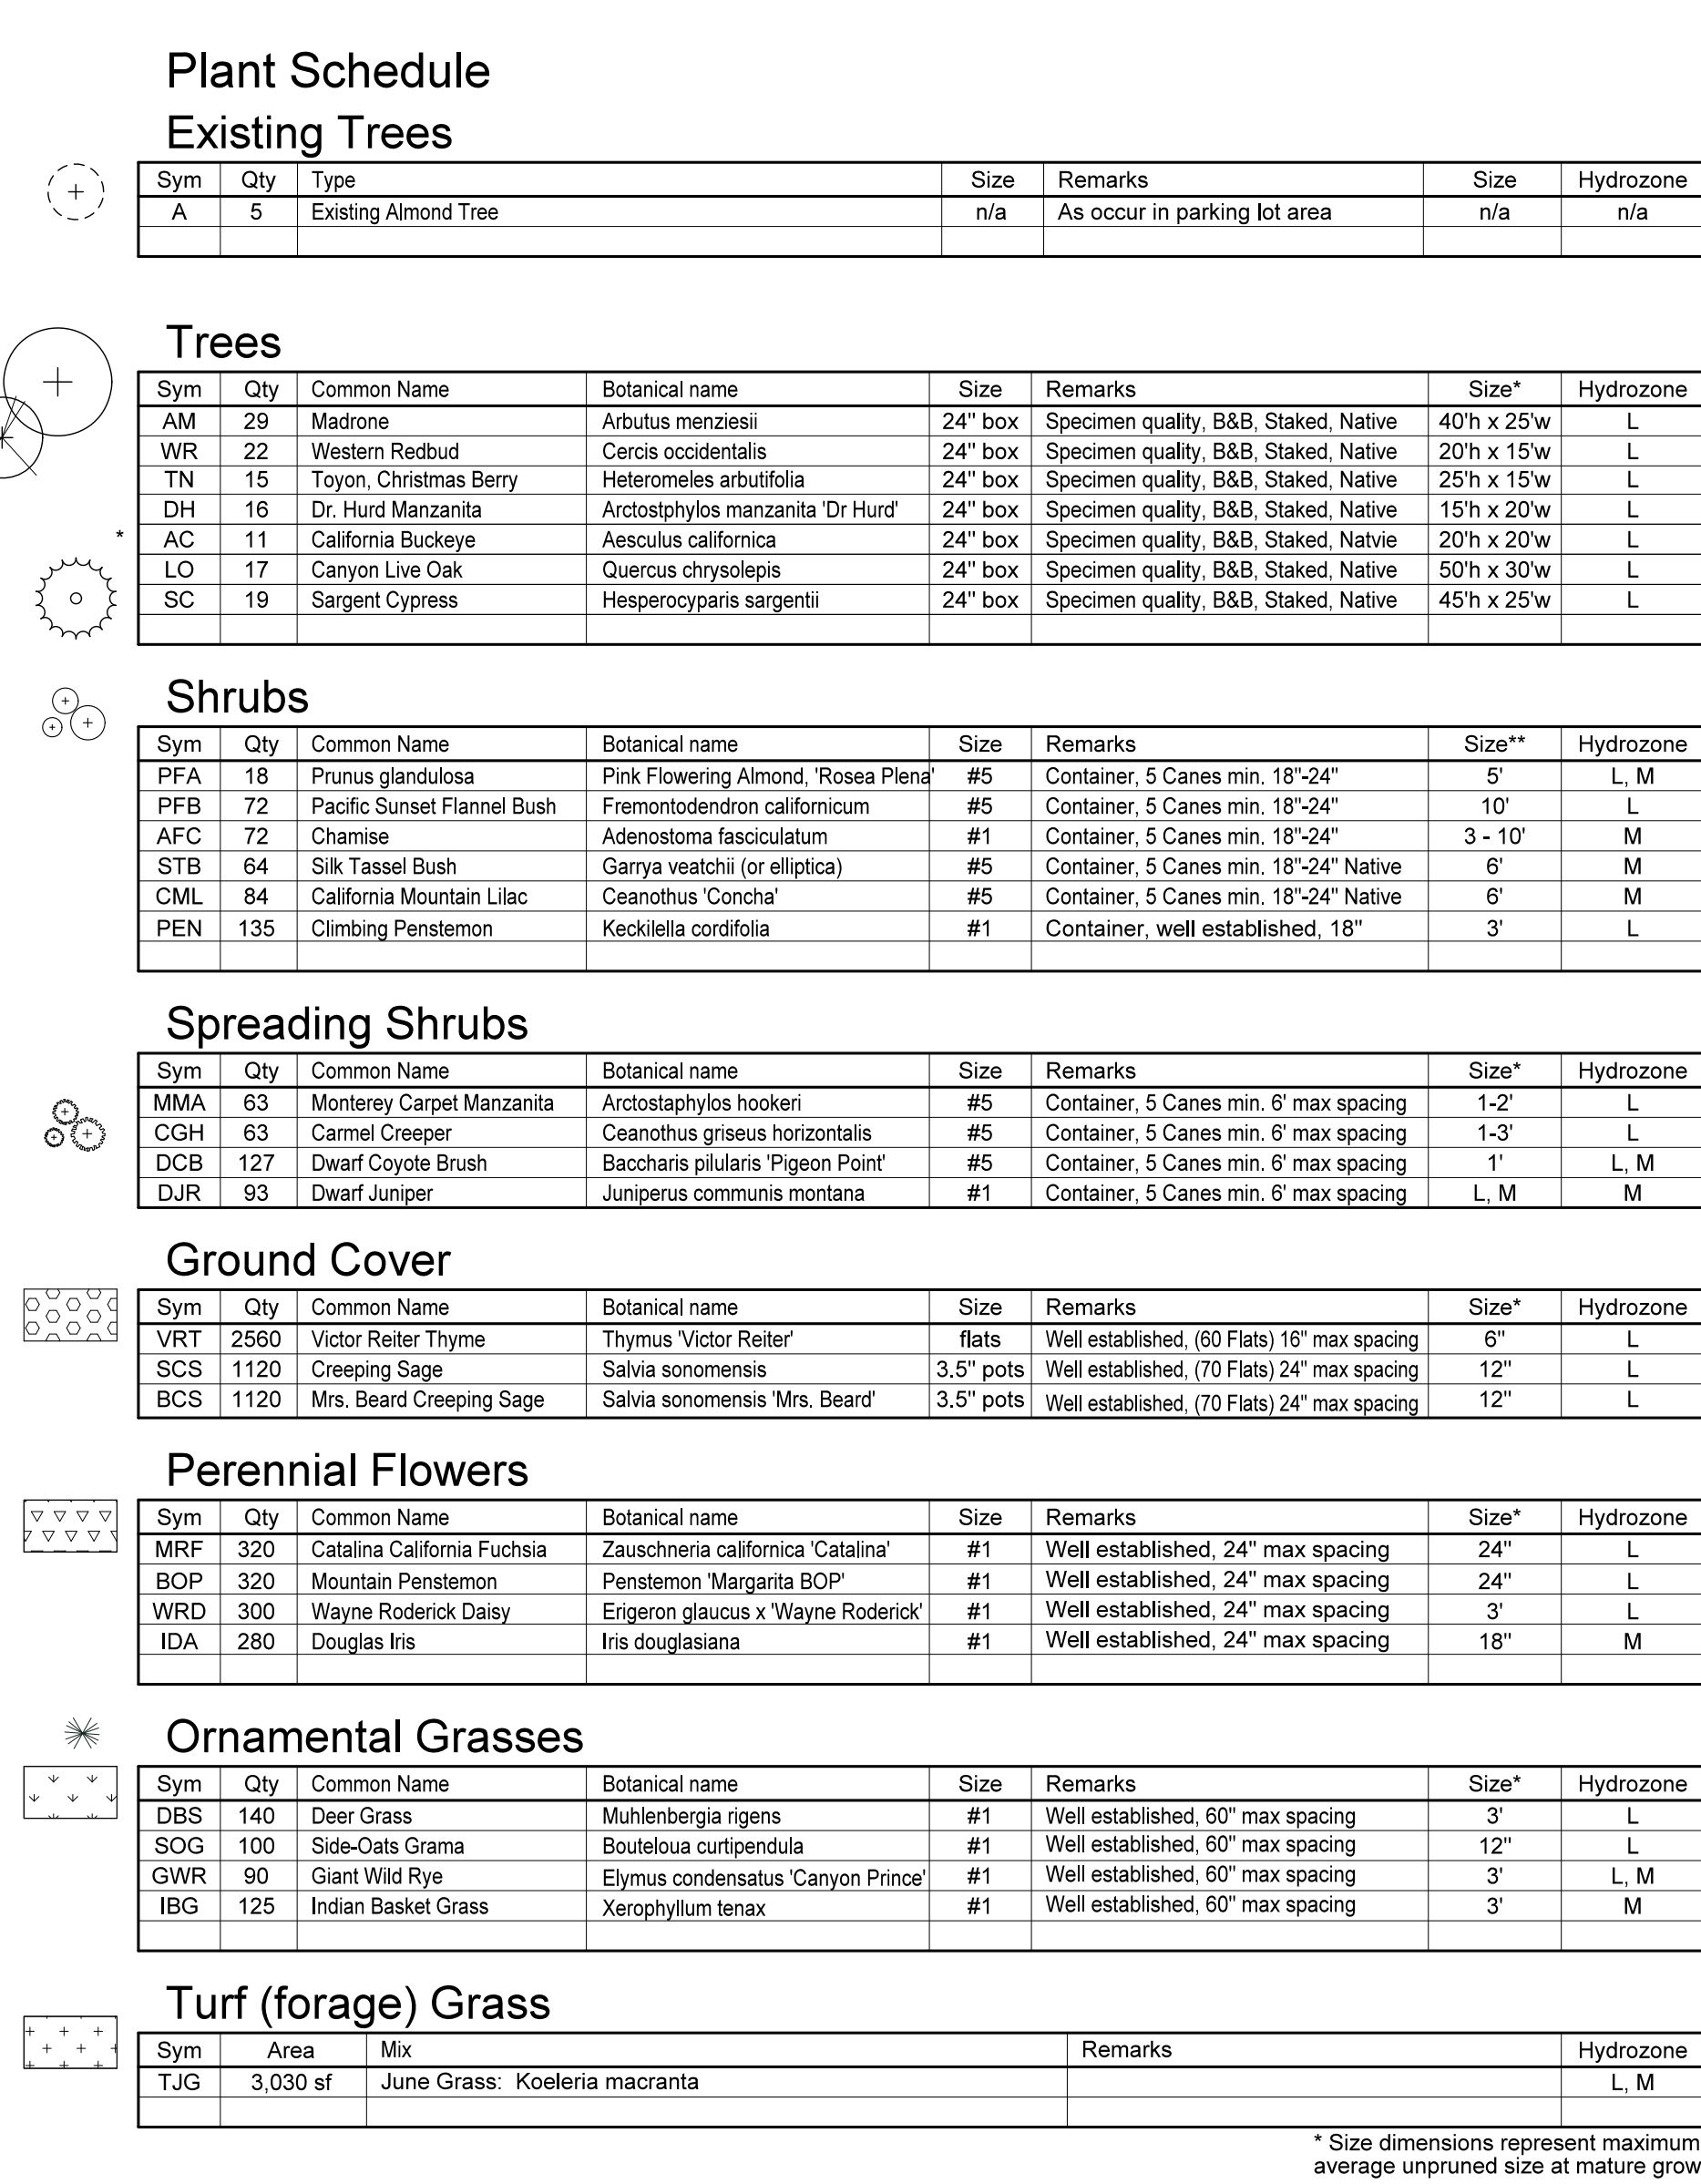 Plant Schedule
Existing Trees
Sym Qty Type Size Remarks Size Hydrozone
A 5 Existing Almond Tree n/a As occur in parking lot area n/a n/a
Trees
Sym Qty Common Name Botanical name Size Remarks Size* Hydrozone
AM 29 Madrone Arbutus menziesii 24" box Specimen quality, B&B, Staked, Native 40'h x 25'w L
WR 22 Western Redbud Cercis occidentalis 24" box Specimen quality, B&B, Staked, Native 20'h x 15'w L
TN 15 Toyon, Christmas Berry Heteromeles arbutifolia 24" box Specimen quality, B&B, Staked, Native 25'h x 15'w L
DH 16 Dr. Hurd Manzanita Arctostphylos manzanita 'Dr Hurd' 24" box Specimen quality, B&B, Staked, Native 15'h x 20'w L
* AC 11 California Buckeye Aesculus californica 24" box Specimen quality, B&B, Staked, Natvie 20'h x 20'w L
LO 17 Canyon Live Oak Quercus chrysolepis 24" box Specimen quality, B&B, Staked, Native 50'h x 30'w L
SC 19 Sargent Cypress Hesperocyparis sargentii 24" box Specimen quality, B&B, Staked, Native 45'h x 25'w L
Shrubs
Sym Qty Common Name Botanical name Size Remarks Size** Hydrozone
PFA 18 Prunus glandulosa Pink Flowering Almond, 'Rosea Plena' #5 Container, 5 Canes min. 18"-24" 5' L, M
PFB 72 Pacific Sunset Flannel Bush Fremontodendron californicum #5 Container, 5 Canes min. 18"-24" 10' L
AFC 72 Chamise Adenostoma fasciculatum #1 Container, 5 Canes min. 18"-24" 3 - 10' M
STB 64 Silk Tassel Bush Garrya veatchii (or elliptica) #5 Container, 5 Canes min. 18"-24" Native 6' M
CML 84 California Mountain Lilac Ceanothus 'Concha' #5 Container, 5 Canes min. 18"-24" Native 6' M
PEN 135 Climbing Penstemon Keckilella cordifolia #1 Container, well established, 18" 3' L
Spreading Shrubs
Sym Qty Common Name Botanical name Size Remarks Size* Hydrozone
MMA 63 Monterey Carpet Manzanita Arctostaphylos hookeri #5 Container, 5 Canes min. 6' max spacing 1-2' L
CGH 63 Carmel Creeper Ceanothus griseus horizontalis #5 Container, 5 Canes min. 6' max spacing 1-3' L
DCB 127 Dwarf Coyote Brush Baccharis pilularis 'Pigeon Point' #5 Container, 5 Canes min. 6' max spacing 1' L, M
DJR 93 Dwarf Juniper Juniperus communis montana #1 Container, 5 Canes min. 6' max spacing L, M M
Ground Cover
Sym Qty Common Name Botanical name Size Remarks Size* Hydrozone
VRT 2560 Victor Reiter Thyme Thymus 'Victor Reiter' flats Well established, (60 Flats) 16" max spacing 6" L
SCS 1120 Creeping Sage Salvia sonomensis 3.5" pots Well established, (70 Flats) 24" max spacing 12" L
BCS 1120 Mrs. Beard Creeping Sage Salvia sonomensis 'Mrs. Beard' 3.5" pots Well established, (70 Flats) 24" max spacing 12" L
Perennial Flowers
Sym Qty Common Name Botanical name Size Remarks Size* Hydrozone
MRF 320 Catalina California Fuchsia Zauschneria californica 'Catalina' #1 Well established, 24" max spacing 24" L
BOP 320 Mountain Penstemon Penstemon 'Margarita BOP' #1 Well established, 24" max spacing 24" L
WRD 300 Wayne Roderick Daisy Erigeron glaucus x 'Wayne Roderick' #1 Well established, 24" max spacing 3' L
IDA 280 Douglas Iris Iris douglasiana #1 Well established, 24" max spacing 18" M
Ornamental Grasses
Sym Qty Common Name Botanical name Size Remarks Size* Hydrozone
DBS 140 Deer Grass Muhlenbergia rigens #1 Well established, 60" max spacing 3' L
SOG 100 Side-Oats Grama Bouteloua curtipendula #1 Well established, 60" max spacing 12" L
GWR 90 Giant Wild Rye Elymus condensatus 'Canyon Prince' #1 Well established, 60" max spacing 3' L, M
IBG 125 Indian Basket Grass Xerophyllum tenax #1 Well established, 60" max spacing 3' M
Turf (forage) Grass
Sym Area Mix Remarks Hydrozone
TJG 3,030 sf June Grass: Koeleria macranta L, M
* Size dimensions represent maximum
average unpruned size at mature grow